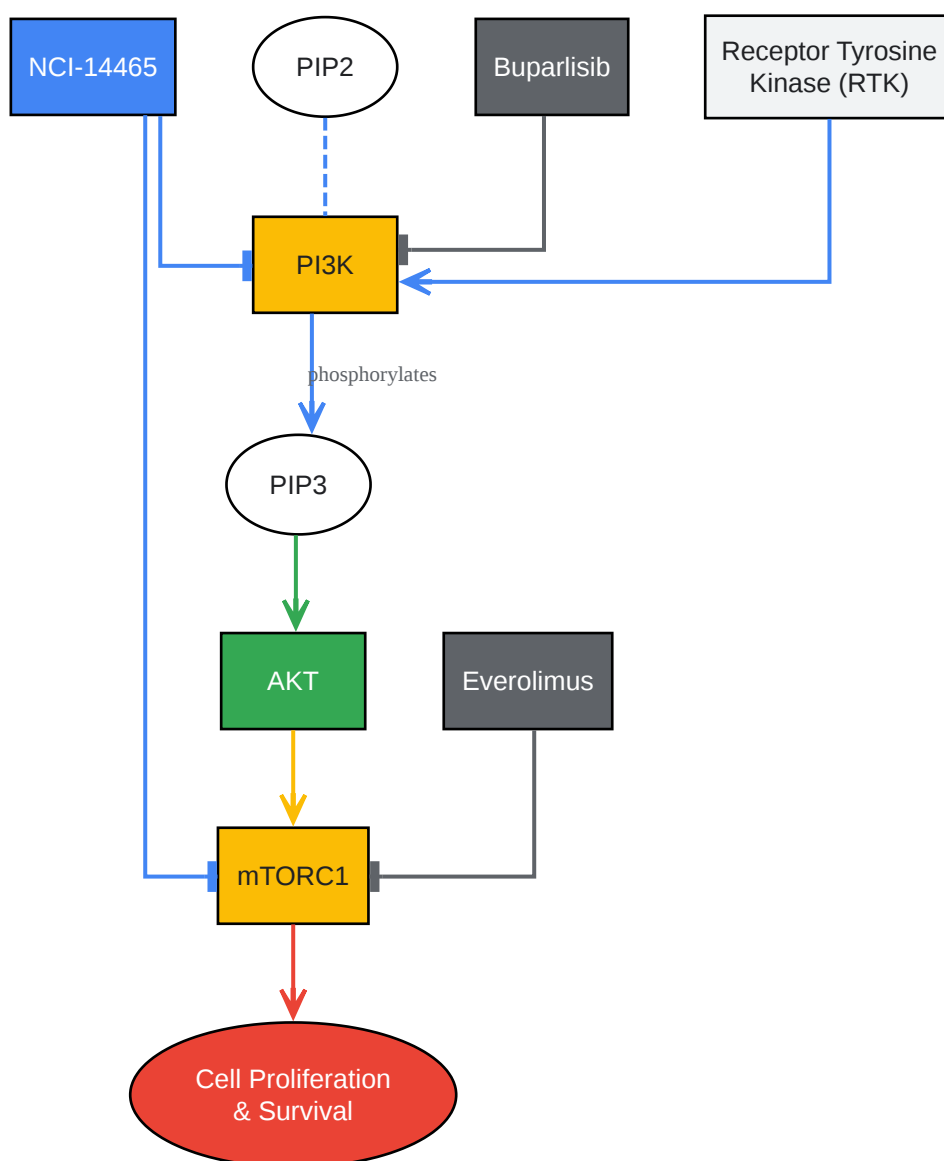 NCI-14465
PIP2
Buparlisib
Receptor Tyrosine
Kinase (RTK)
PI3K
phosphorylates
PIP3
AKT
Everolimus
mTORC1
Cell Proliferation
& Survival